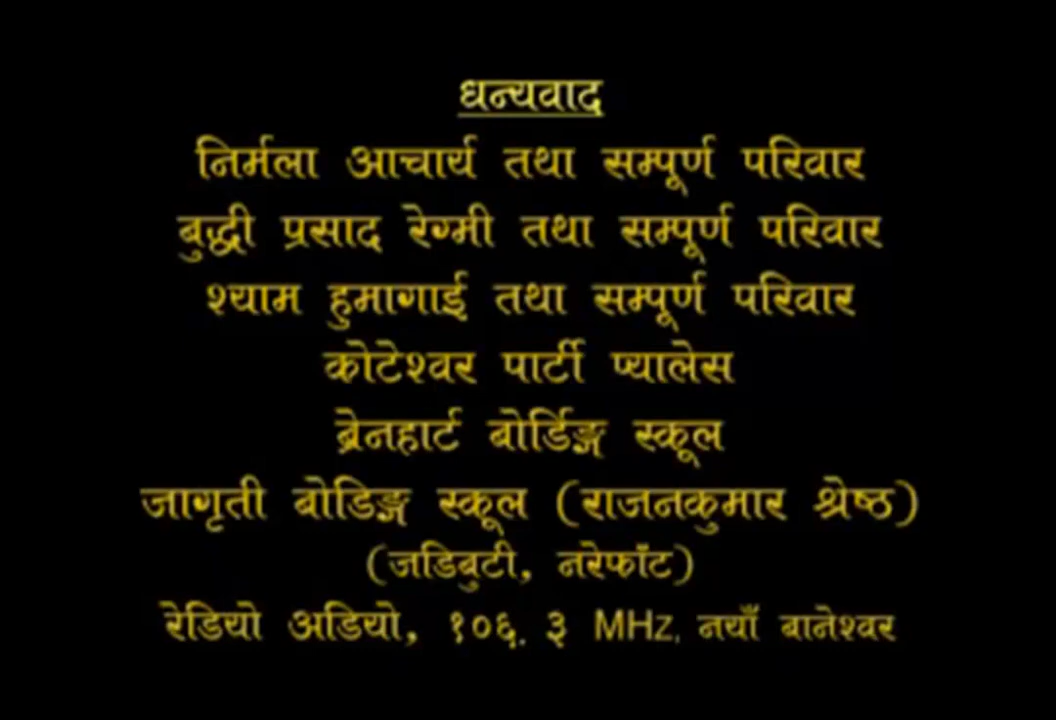 धन्यवाद
निर्मला आचार्य तथा सम्पूर्ण परिवार
बुद्धी प्रसाद रेग्मी तथा सम्पूर्ण परिवार
श्याम हुमागाई तथा सम्पूर्ण परिवार
कोटेश्वर पार्टी प्यालेस
ब्रेनहार्ट बोर्डिङ्ग स्कूल
जागृती बोडिङ्ग स्कूल (राजनकुमार श्रेष्ठ)
(जडिबुटी, नरेफाँट)
रेडियो अडियो, १०६. ३ MHz, नयाँ बानेश्वर